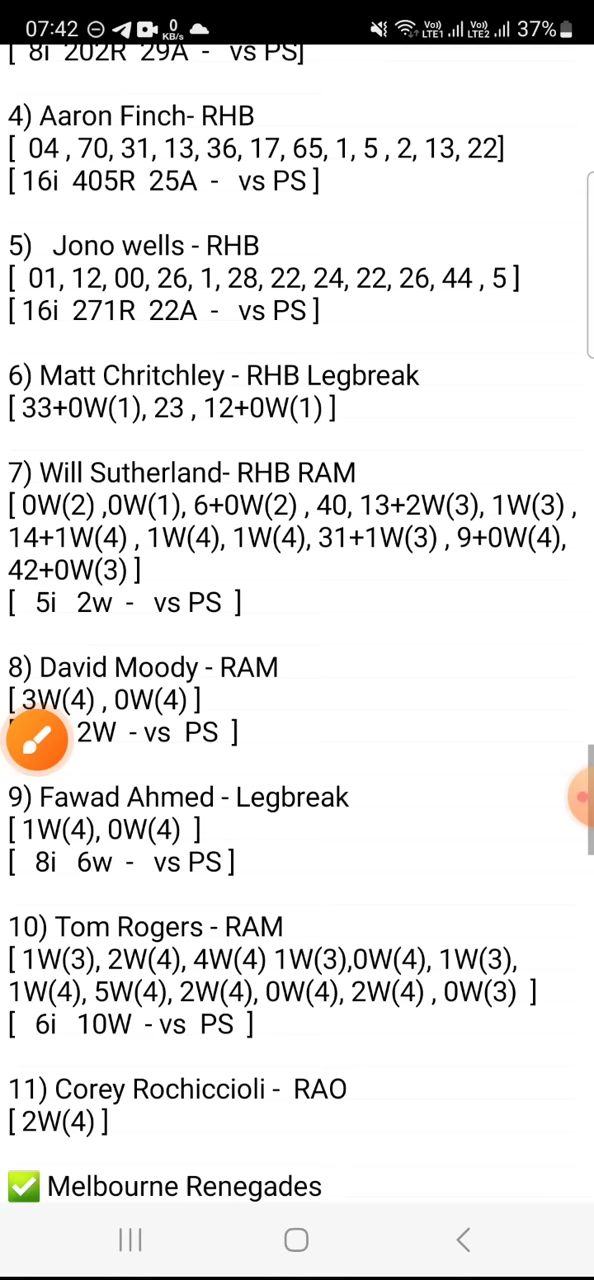 07:42 0 KB/s Vo) LTE1 Vo) LTE2 37%
[ 8i 202R 29A - vs PS]
4) Aaron Finch- RHB
[ 04 , 70, 31, 13, 36, 17, 65, 1, 5 , 2, 13, 22]
[ 16i 405R 25A - vs PS ]
5) Jono wells - RHB
[ 01, 12, 00, 26, 1, 28, 22, 24, 22, 26, 44 , 5 ]
[ 16i 271R 22A - vs PS ]
6) Matt Chritchley - RHB Legbreak
[ 33+0W(1), 23 , 12+0W(1) ]
7) Will Sutherland- RHB RAM
[ 0W(2) ,0W(1), 6+0W(2) , 40, 13+2W(3), 1W(3) ,
14+1W(4) , 1W(4), 1W(4), 31+1W(3) , 9+0W(4),
42+0W(3) ]
[ 5i 2w - vs PS ]
8) David Moody - RAM
[ 3W(4) , 0W(4) ]
2W - vs PS ]
9) Fawad Ahmed - Legbreak
[ 1W(4), 0W(4) ]
[ 8i 6w - vs PS ]
10) Tom Rogers - RAM
[ 1W(3), 2W(4), 4W(4) 1W(3),0W(4), 1W(3),
1W(4), 5W(4), 2W(4), 0W(4), 2W(4) , 0W(3) ]
[ 6i 10W - vs PS ]
11) Corey Rochiccioli - RAO
[ 2W(4) ]
✅ Melbourne Renegades